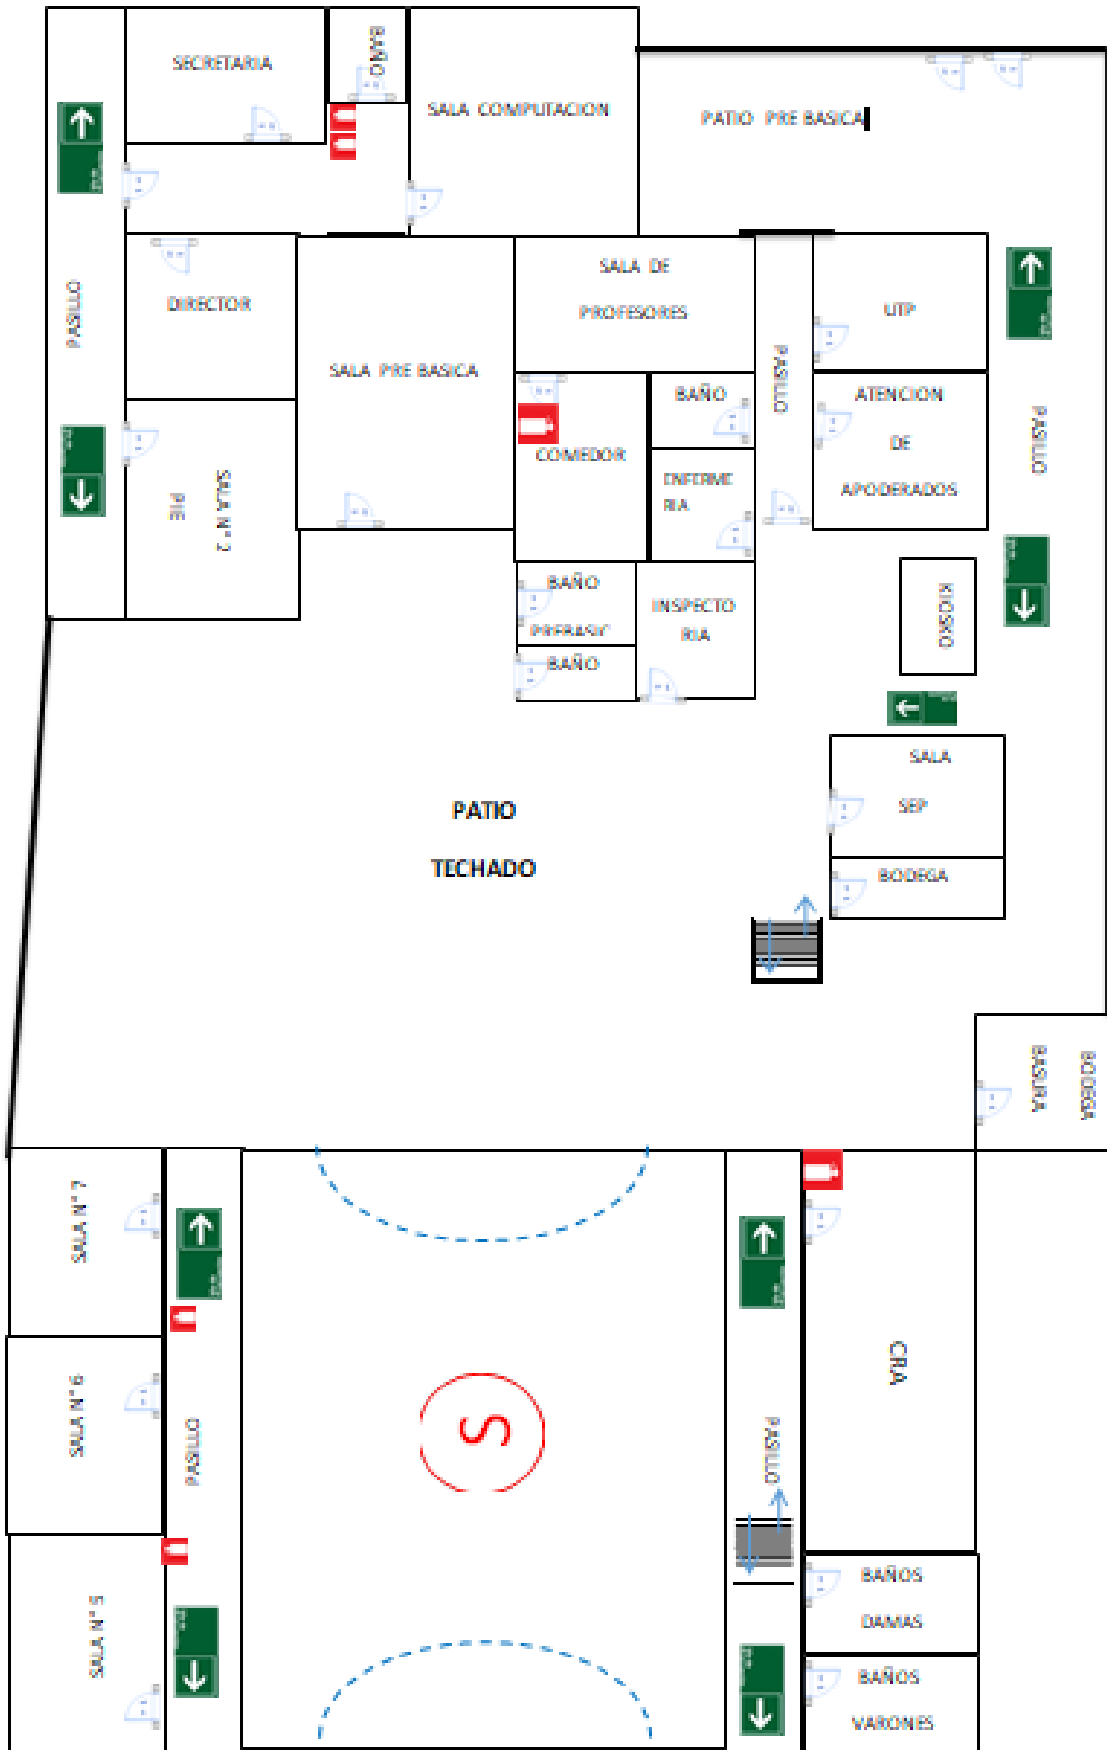 SECRETARIA
BAÑO
SALA COMPUTACION
PATIO PRE BASICA
PASILLO
DIRECTOR
SALA PRE BASICA
SALA DE
PROFESORES
PASILLO
UTP
BAÑO
ATENCION
DE
APODERADOS
PASILLO
COMEDOR
ENFERME
RIA
SALA N° 2
PIE
BAÑO
INSPECTO
RIA
BAÑO
KIOSKO
SALA
SEP
PATIO
TECHADO
BODEGA
BODEGA
BASURA
SALA N° 7
SALA N° 6
PASILLO
S
CRA
PASILLO
SALA N° 5
BAÑOS
DAMAS
BAÑOS
VARONES